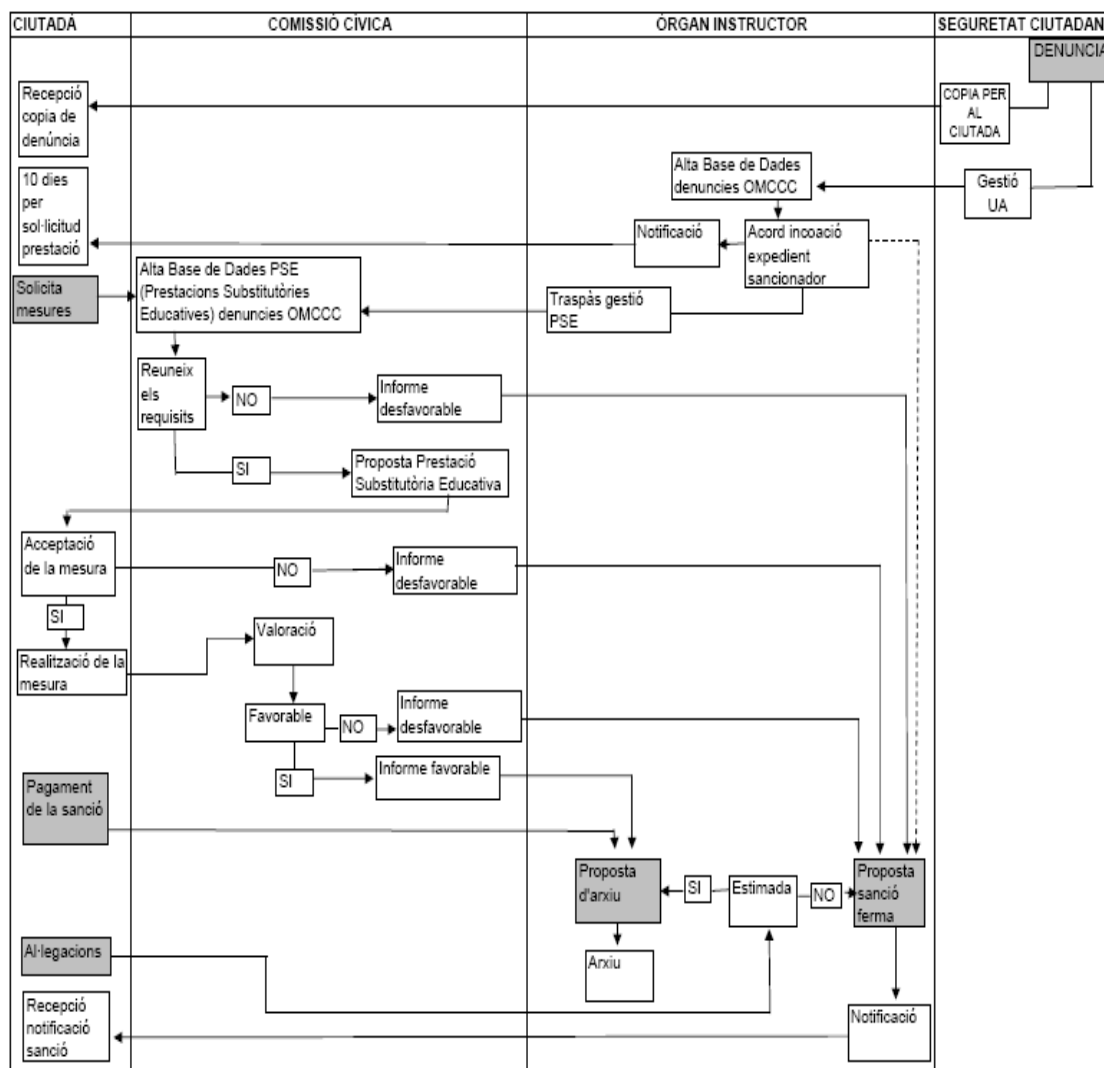 CIUTADÀ
COMISSIÓ CÍVICA
ÒRGAN INSTRUCTOR
SEGURETAT CIUTADAN
DENUNCIA
Recepció
copia de
denúncia
COPIA PER
AL
CIUTADA
10 dies
per
sol·licitud
prestació
Alta Base de Dades
denuncies OMCCC
Gestió
UA
Notificació
Acord incoació
expedient
sancionador
Solicita
mesures
Alta Base de Dades PSE
(Prestacions Substitutòries
Educatives) denuncies OMCCC
Traspàs gestió
PSE
Reuneix
els
requisits
NO
Informe
desfavorable
SI
Proposta Prestació
Substitutòria Educativa
Acceptació
de la mesura
NO
Informe
desfavorable
SI
Realització de la
mesura
Valoració
Favorable
NO
Informe
desfavorable
SI
Informe favorable
Pagament
de la sanció
Proposta
d'arxiu
SI
Estimada
NO
Proposta
sanció
ferma
Al·legacions
Arxiu
Recepció
notificació
sanció
Notificació